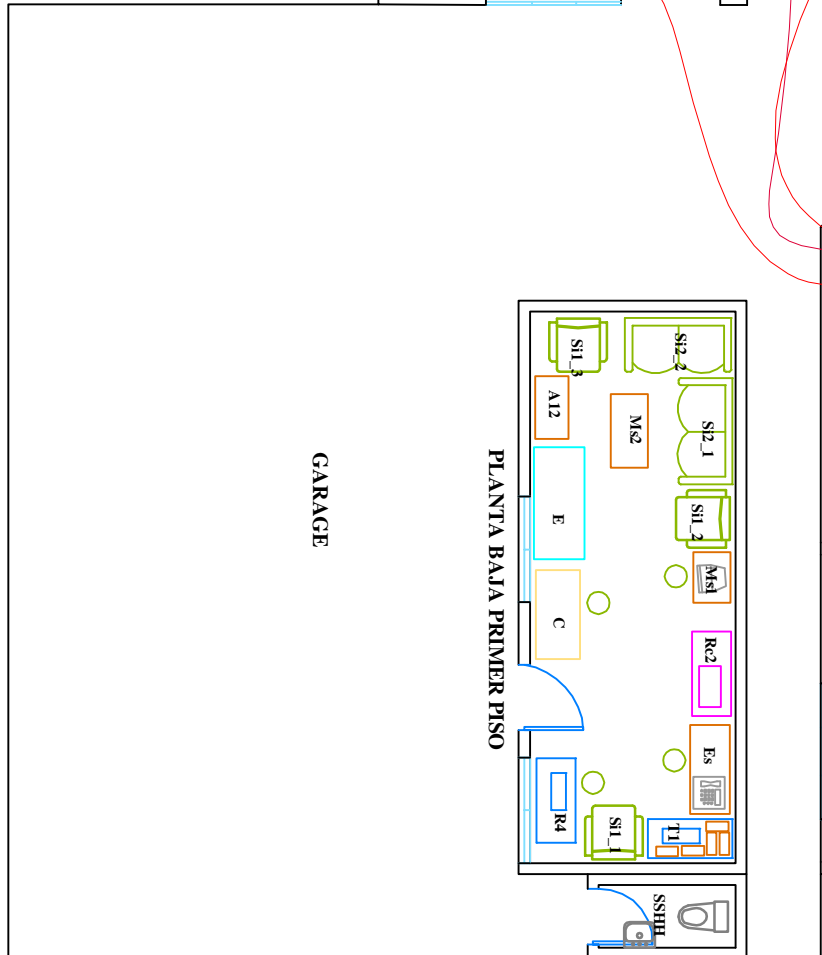 Si1_3
Si2_2
A12
Ms2
Si2_1
GARAGE
PLANTA BAJA PRIMER PISO
E
Si1_2
Ms1
C
Rc2
Es
R4
Si1_1
T1
SSHH